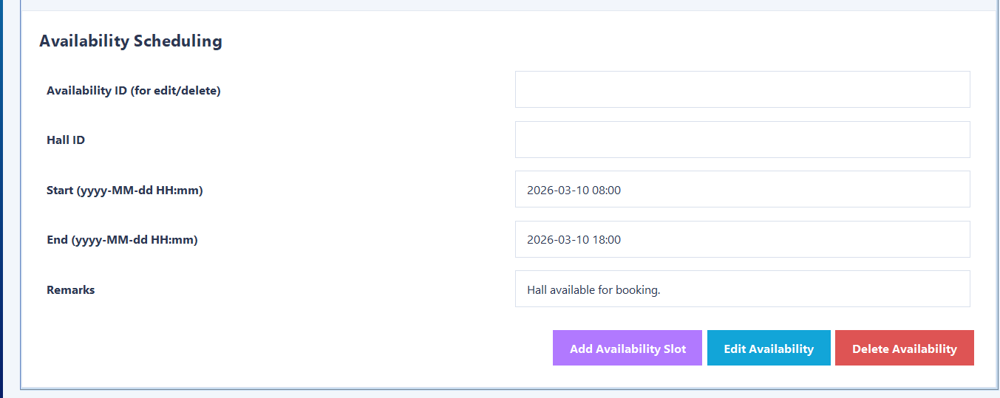 Availability Scheduling
Availability ID (for edit/delete)
Hall ID
Start (yyyy-MM-dd HH:mm)
2026-03-10 08:00
End (yyyy-MM-dd HH:mm)
2026-03-10 18:00
Remarks
Hall available for booking.
Add Availability Slot
Edit Availability
Delete Availability